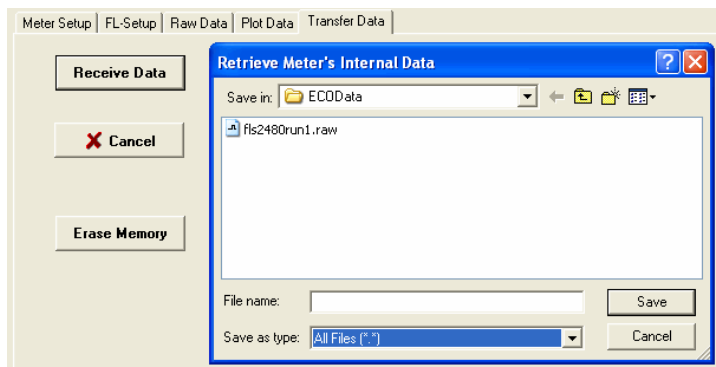 Meter Setup FL-Setup Raw Data Plot Data Transfer Data
Receive Data
Cancel
Erase Memory
Retrieve Meter's Internal Data
Save in: ECOData
fls2480run1.raw
File name:
Save
Save as type: All Files (*.*)
Cancel